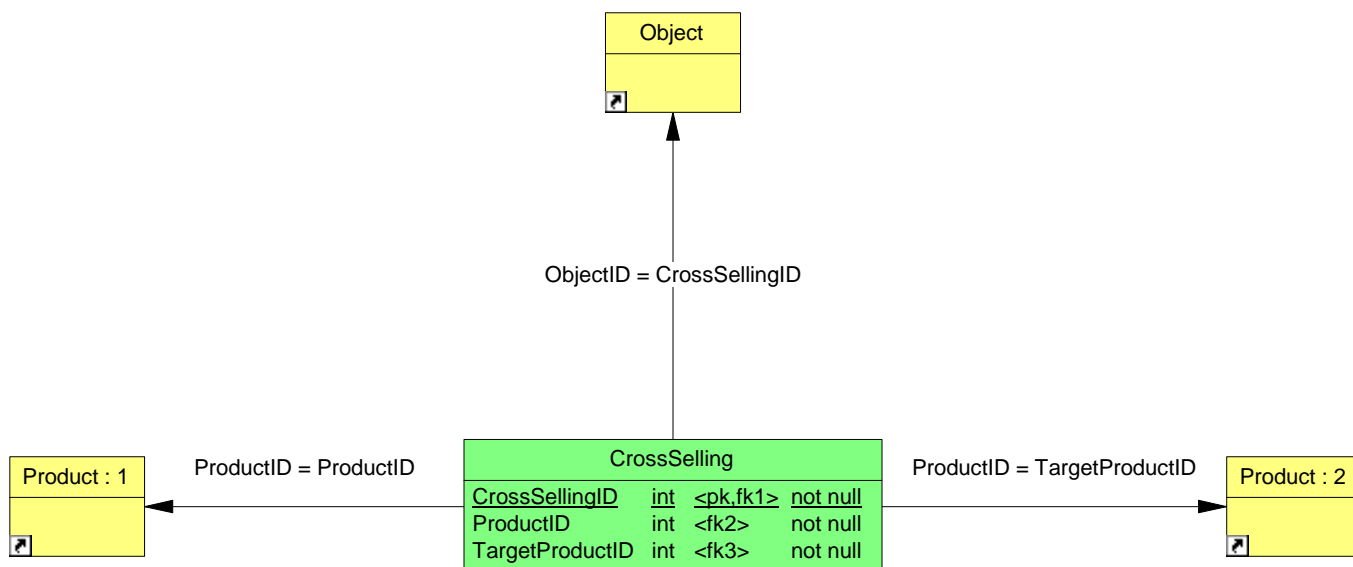 Object
ObjectID = CrossSellingID
Product : 1
ProductID = ProductID
CrossSelling
ProductID = TargetProductID
Product : 2
CrossSellingID int <pk,fk1> not null
ProductID int <fk2> not null
TargetProductID int <fk3> not null